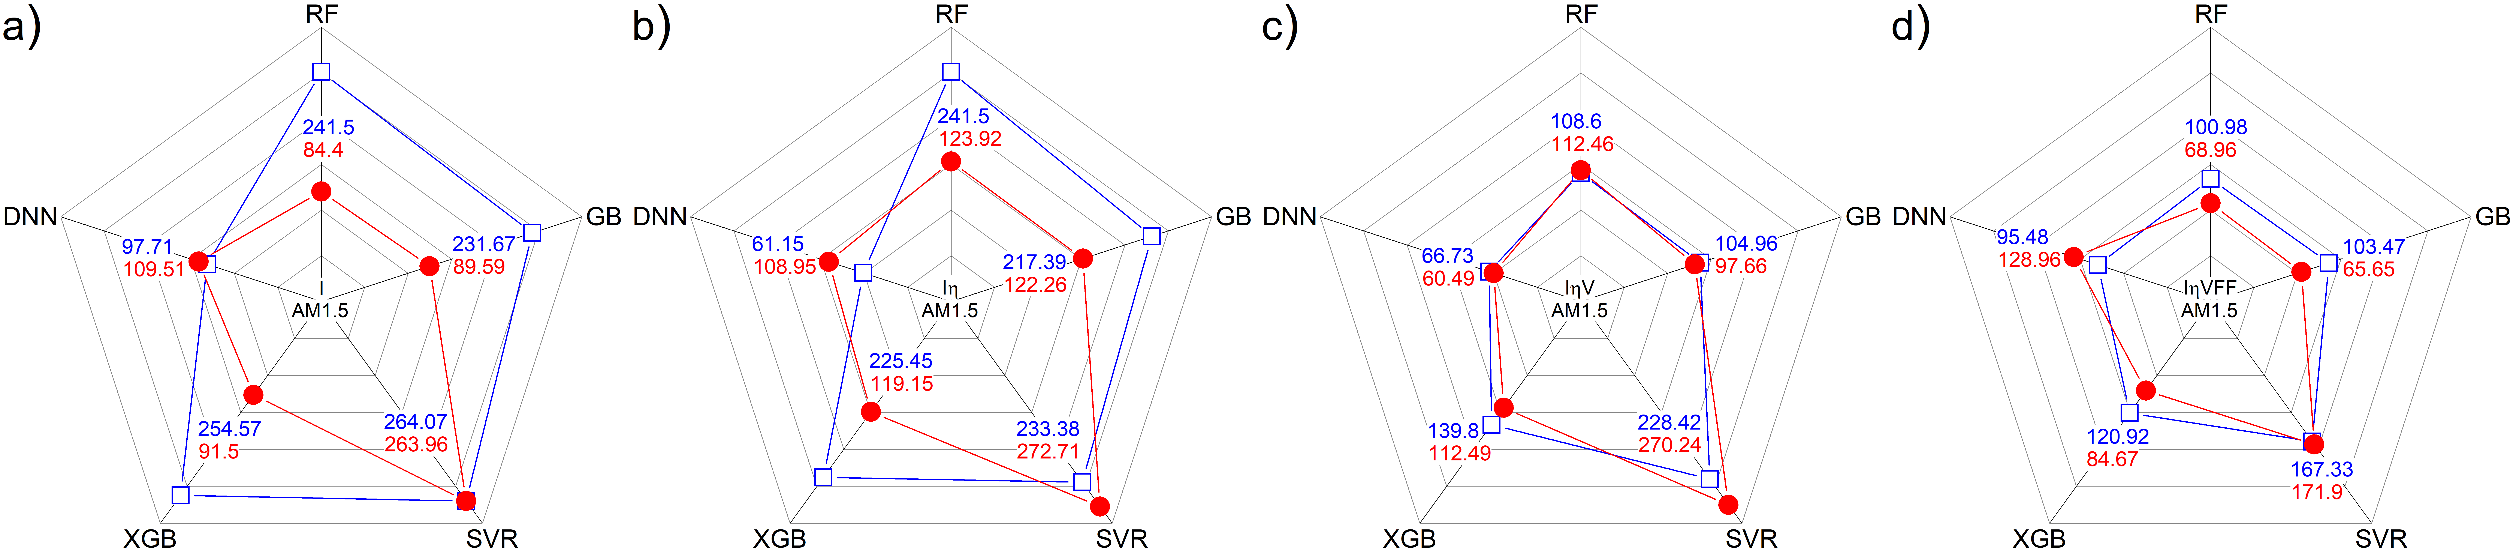 a)
RF
241.5
84.4
DNN
GB
97.71
109.51
231.67
89.59
I
AM1.5
254.57
91.5
264.07
263.96
XGB
SVR
b)
RF
241.5
123.92
DNN
GB
61.15
108.95
217.39
122.26
Iη
AM1.5
225.45
119.15
233.38
272.71
XGB
SVR
c)
RF
108.6
112.46
DNN
GB
66.73
60.49
104.96
97.66
IηV
AM1.5
139.8
112.49
228.42
270.24
XGB
SVR
d)
RF
100.98
68.96
DNN
GB
95.48
128.96
103.47
65.65
IηVFF
AM1.5
120.92
84.67
167.33
171.9
XGB
SVR